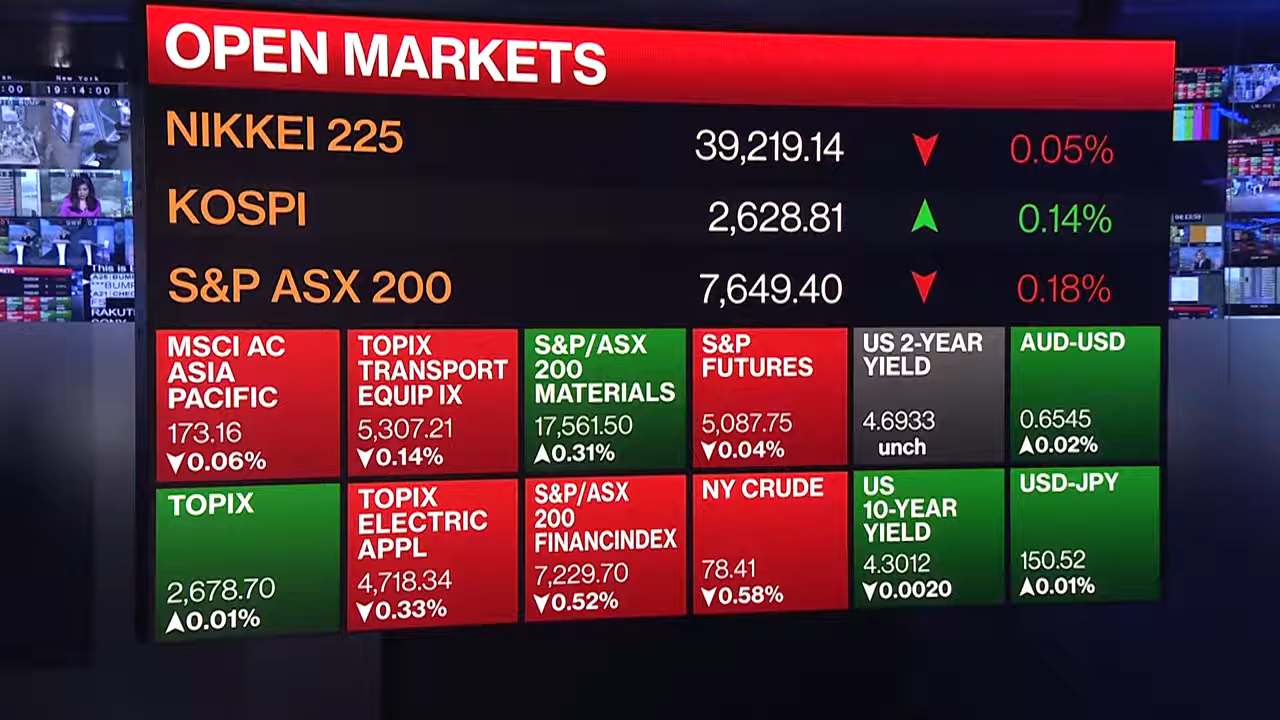 OPEN MARKETS
NIKKEI 225 39,219.14 ▼ 0.05%
KOSPI 2,628.81 ▲ 0.14%
S&P ASX 200 7,649.40 ▼ 0.18%
MSCI AC
ASIA
PACIFIC
173.16
▼0.06%
TOPIX
TRANSPORT
EQUIP IX
5,307.21
▼0.14%
S&P/ASX
200
MATERIALS
17,561.50
▲0.31%
S&P
FUTURES
5,087.75
▼0.04%
US 2-YEAR
YIELD
4.6933
unch
AUD-USD
0.6545
▲0.02%
TOPIX
2,678.70
▲0.01%
TOPIX
ELECTRIC
APPL
4,718.34
▼0.33%
S&P/ASX
200
FINANCINDEX
7,229.70
▼0.52%
NY CRUDE
78.41
▼0.58%
US
10-YEAR
YIELD
4.3012
▼0.0020
USD-JPY
150.52
▲0.01%
New York
19:14:00